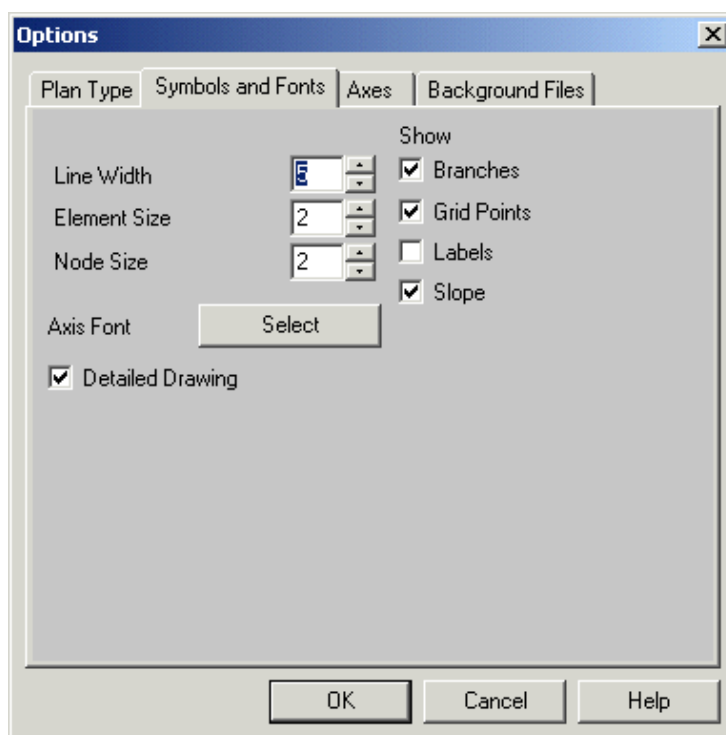 Options
Plan Type Symbols and Fonts Axes Background Files
Show
Line Width 5 Branches
Element Size 2 Grid Points
Node Size 2 Labels
Slope
Axis Font Select
Detailed Drawing
OK Cancel Help